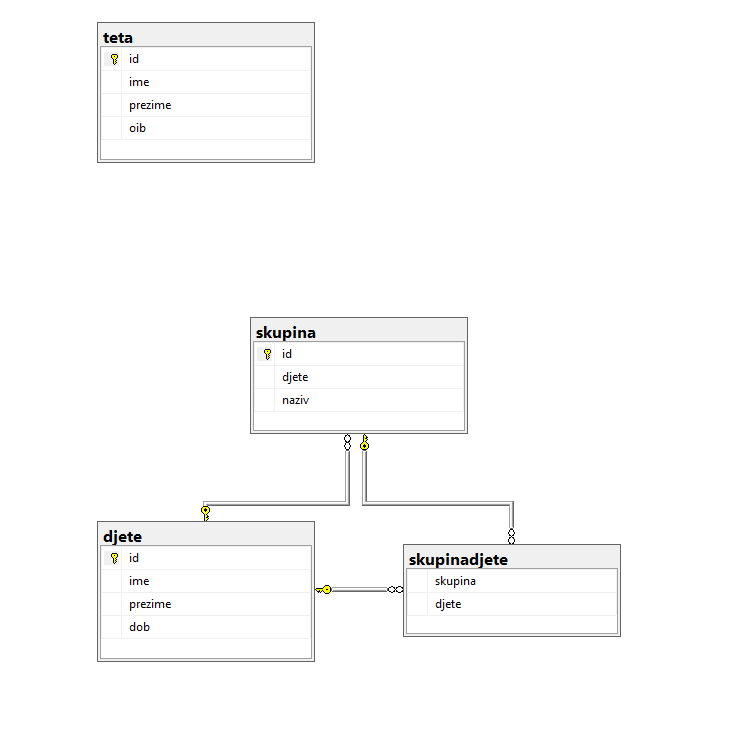 teta
id
ime
prezime
oib
skupina
id
djete
naziv
djete
id
ime
prezime
dob
skupinadjete
skupina
djete